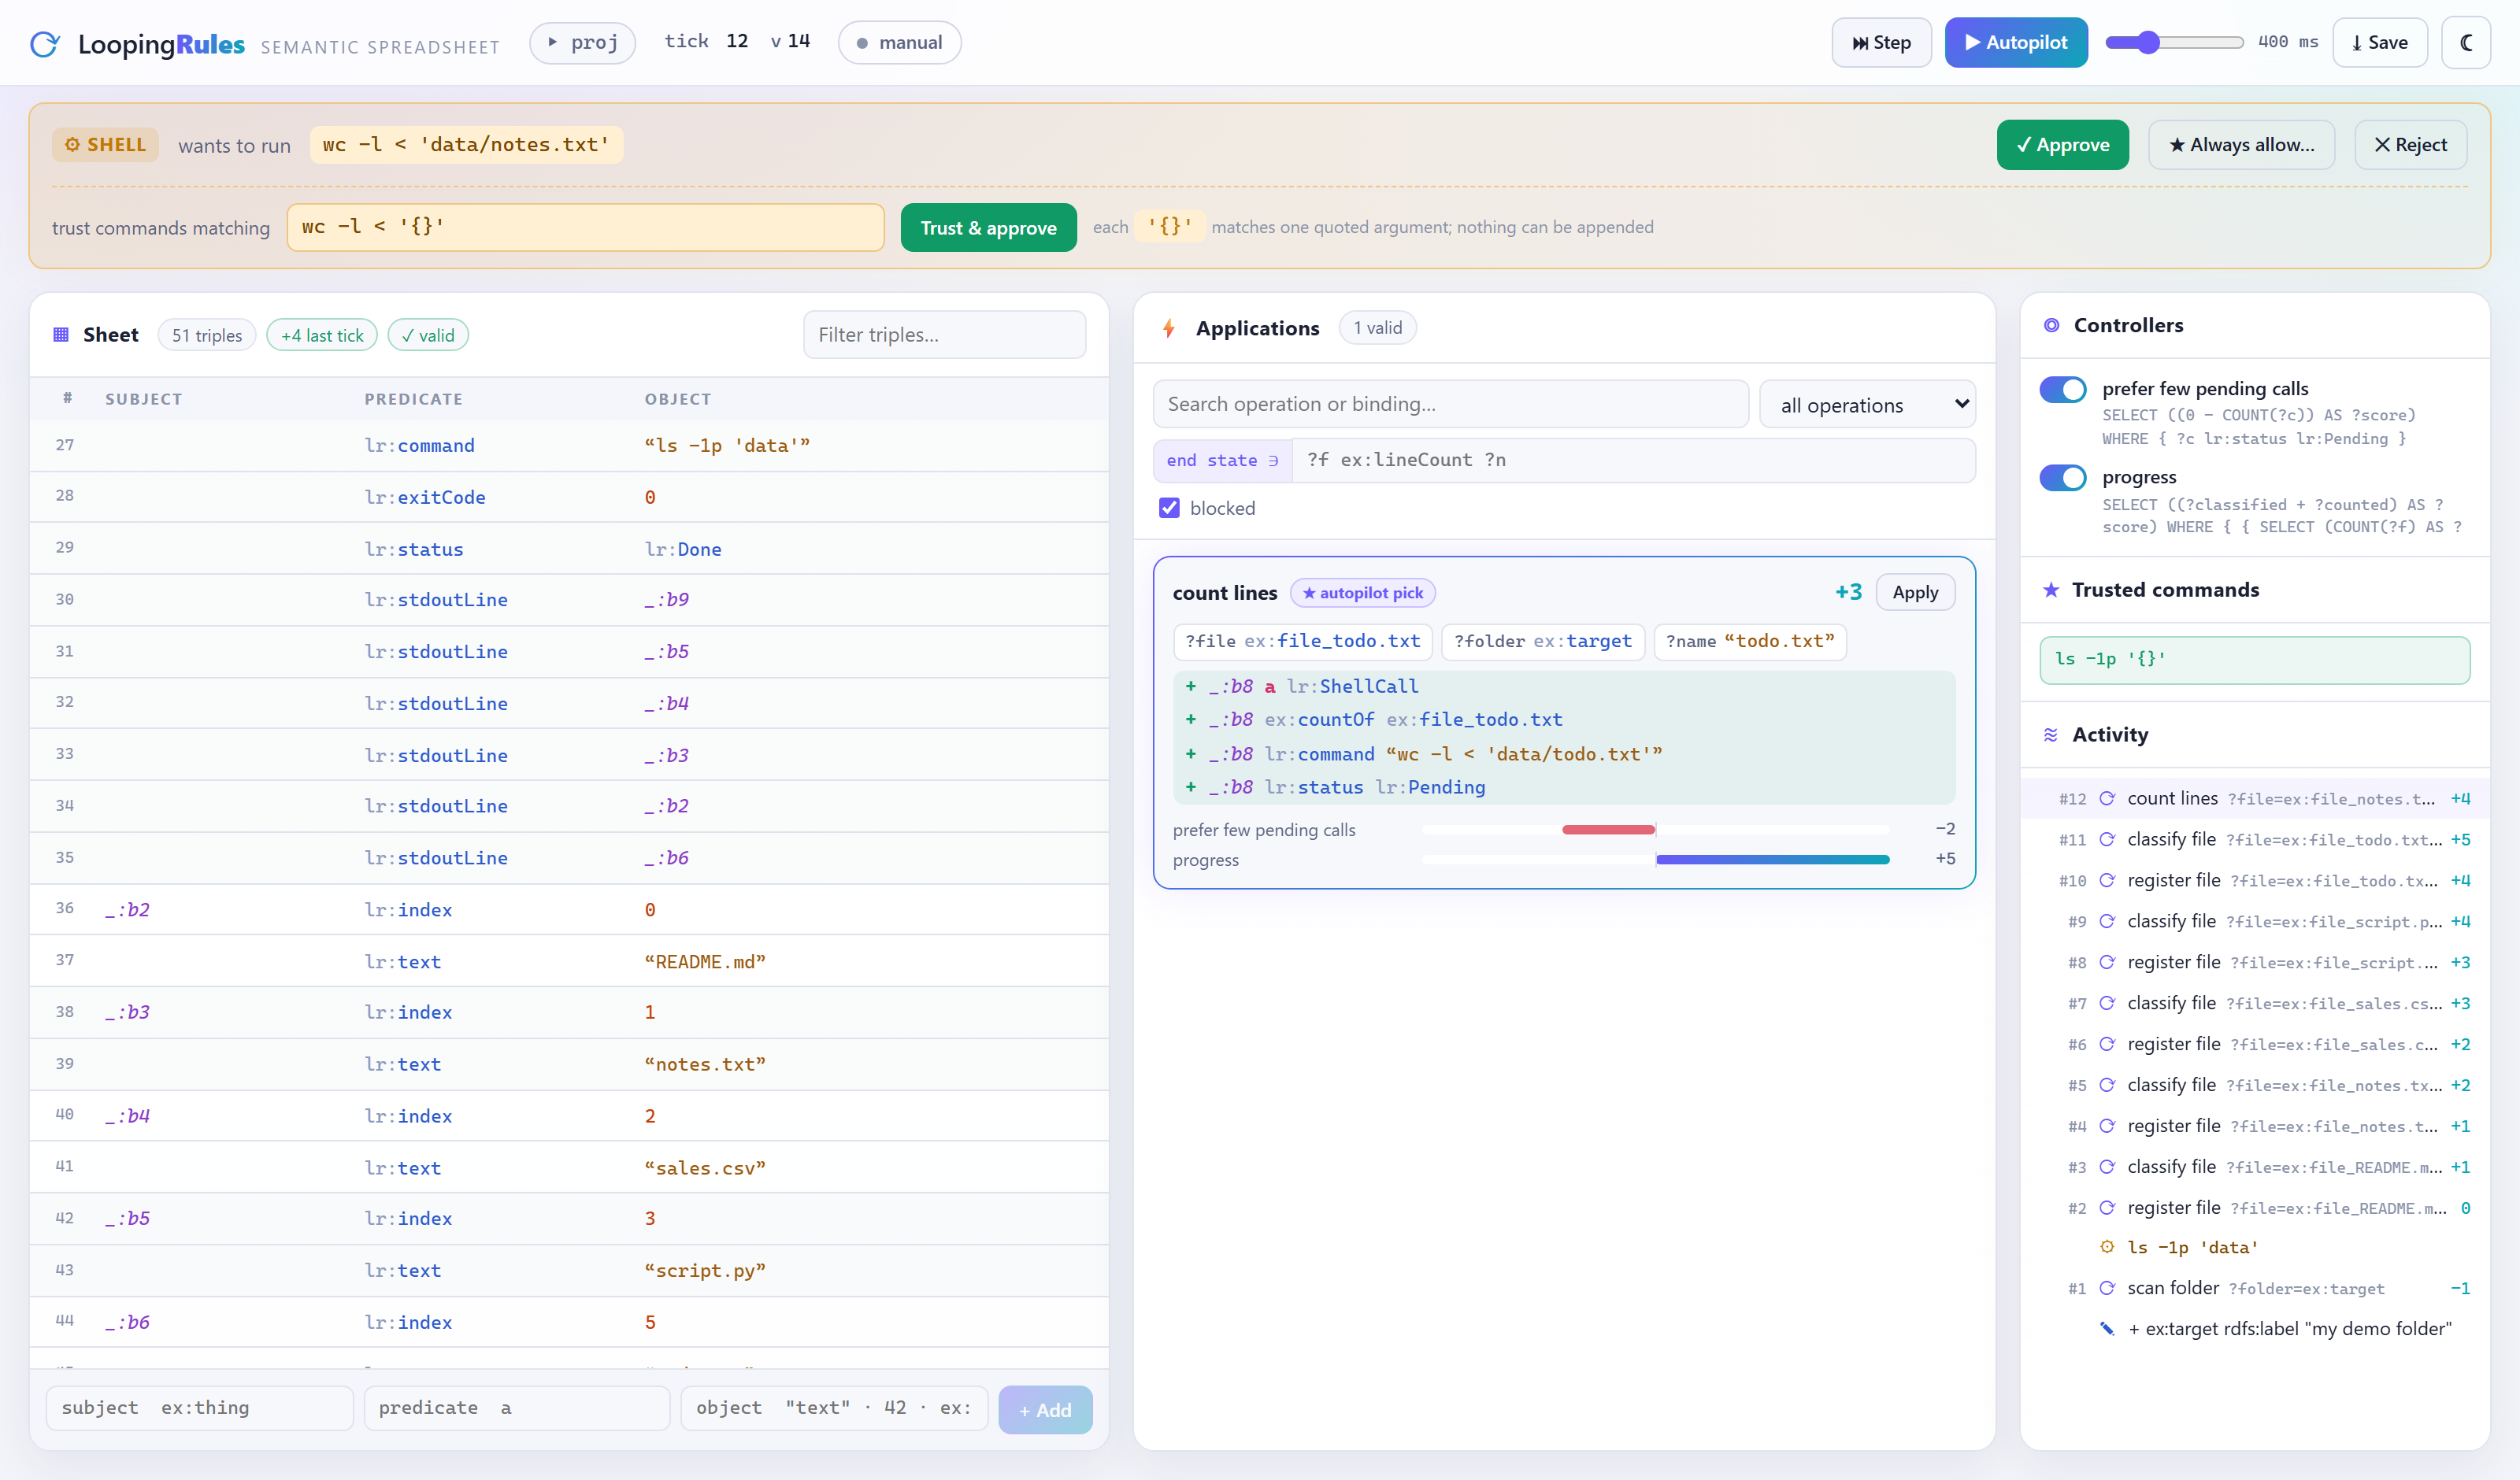 LoopingRules SEMANTIC SPREADSHEET ▸ proj tick 12 v 14 ● manual ⏭ Step ▶ Autopilot 400 ms ⤓ Save ☾
⚙ SHELL wants to run wc -l < 'data/notes.txt' ✓ Approve ★ Always allow... ✕ Reject
trust commands matching wc -l < '{}' Trust & approve each '{}' matches one quoted argument; nothing can be appended
▦ Sheet 51 triples +4 last tick ✓ valid Filter triples...
# SUBJECT PREDICATE OBJECT
27 lr:command “ls -1p 'data'”
28 lr:exitCode 0
29 lr:status lr:Done
30 lr:stdoutLine _:b9
31 lr:stdoutLine _:b5
32 lr:stdoutLine _:b4
33 lr:stdoutLine _:b3
34 lr:stdoutLine _:b2
35 lr:stdoutLine _:b6
36 _:b2 lr:index 0
37 lr:text “README.md”
38 _:b3 lr:index 1
39 lr:text “notes.txt”
40 _:b4 lr:index 2
41 lr:text “sales.csv”
42 _:b5 lr:index 3
43 lr:text “script.py”
44 _:b6 lr:index 5
subject ex:thing predicate a object "text" · 42 · ex: + Add
Applications 1 valid
Search operation or binding... all operations
end state ∋ ?f ex:lineCount ?n
blocked
count lines ★ autopilot pick +3 Apply
?file ex:file_todo.txt ?folder ex:target ?name “todo.txt”
+ _:b8 a lr:ShellCall
+ _:b8 ex:countOf ex:file_todo.txt
+ _:b8 lr:command “wc -l < 'data/todo.txt'”
+ _:b8 lr:status lr:Pending
prefer few pending calls −2
progress +5
Controllers
prefer few pending calls
SELECT ((0 - COUNT(?c)) AS ?score)
WHERE { ?c lr:status lr:Pending }
progress
SELECT ((?classified + ?counted) AS ?
score) WHERE { { SELECT (COUNT(?f) AS ?
★ Trusted commands
ls -1p '{}'
≋ Activity
#12 count lines ?file=ex:file_notes.t... +4
#11 classify file ?file=ex:file_todo.txt... +5
#10 register file ?file=ex:file_todo.tx... +4
#9 classify file ?file=ex:file_script.p... +4
#8 register file ?file=ex:file_script.... +3
#7 classify file ?file=ex:file_sales.cs... +3
#6 register file ?file=ex:file_sales.c... +2
#5 classify file ?file=ex:file_notes.tx... +2
#4 register file ?file=ex:file_notes.t... +1
#3 classify file ?file=ex:file_README.m... +1
#2 register file ?file=ex:file_README.m... 0
ls -1p 'data'
#1 scan folder ?folder=ex:target −1
+ ex:target rdfs:label "my demo folder"